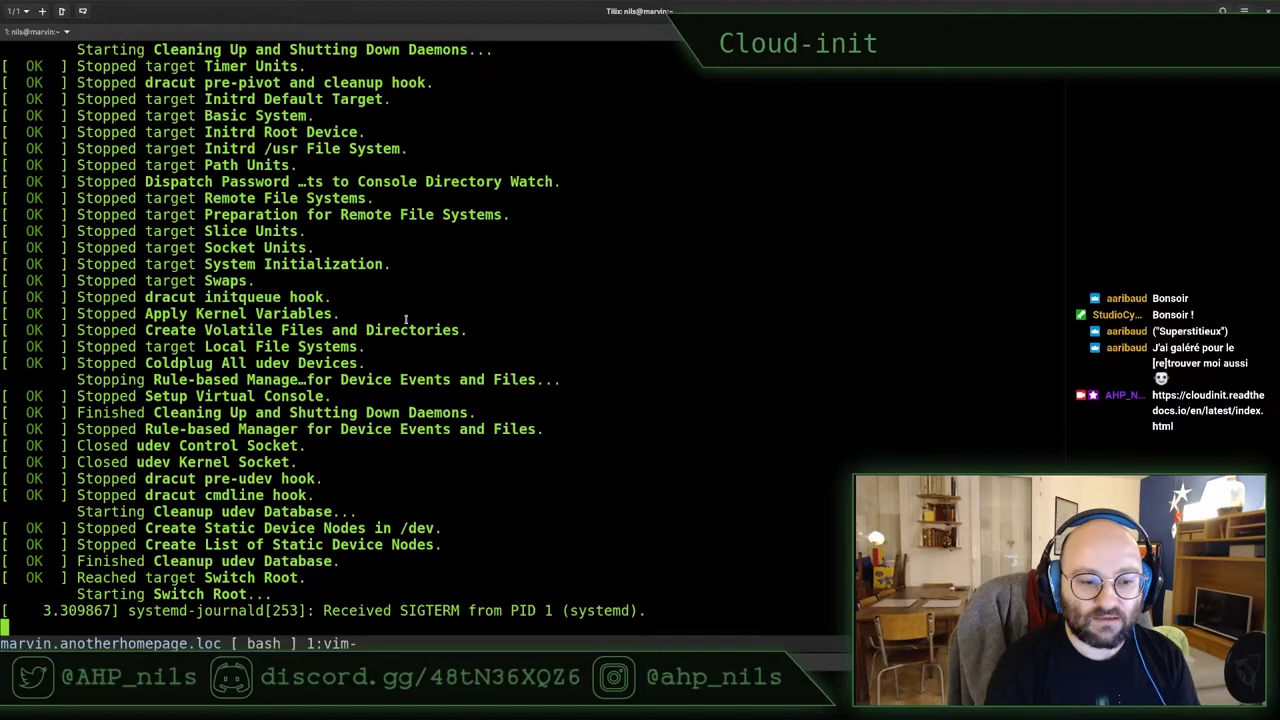 1/1
Tilix: nils@marvin:~
1: nils@marvin:~
Cloud-init
Starting Cleaning Up and Shutting Down Daemons...
[  OK  ] Stopped target Timer Units.
[  OK  ] Stopped dracut pre-pivot and cleanup hook.
[  OK  ] Stopped target Initrd Default Target.
[  OK  ] Stopped target Basic System.
[  OK  ] Stopped target Initrd Root Device.
[  OK  ] Stopped target Initrd /usr File System.
[  OK  ] Stopped target Path Units.
[  OK  ] Stopped Dispatch Password …ts to Console Directory Watch.
[  OK  ] Stopped target Remote File Systems.
[  OK  ] Stopped target Preparation for Remote File Systems.
[  OK  ] Stopped target Slice Units.
[  OK  ] Stopped target Socket Units.
[  OK  ] Stopped target System Initialization.
[  OK  ] Stopped target Swaps.
[  OK  ] Stopped dracut initqueue hook.
[  OK  ] Stopped Apply Kernel Variables.
[  OK  ] Stopped Create Volatile Files and Directories.
[  OK  ] Stopped target Local File Systems.
[  OK  ] Stopped Coldplug All udev Devices.
Stopping Rule-based Manage…for Device Events and Files...
[  OK  ] Stopped Setup Virtual Console.
[  OK  ] Finished Cleaning Up and Shutting Down Daemons.
[  OK  ] Stopped Rule-based Manager for Device Events and Files.
[  OK  ] Closed udev Control Socket.
[  OK  ] Closed udev Kernel Socket.
[  OK  ] Stopped dracut pre-udev hook.
[  OK  ] Stopped dracut cmdline hook.
Starting Cleanup udev Database...
[  OK  ] Stopped Create Static Device Nodes in /dev.
[  OK  ] Stopped Create List of Static Device Nodes.
[  OK  ] Finished Cleanup udev Database.
[  OK  ] Reached target Switch Root.
Starting Switch Root...
[    3.309867] systemd-journald[253]: Received SIGTERM from PID 1 (systemd).
marvin.anotherhomepage.loc [ bash ] 1:vim-
aaribaud Bonsoir
StudioCy... Bonsoir !
aaribaud ("Superstitieux")
aaribaud J'ai galéré pour le
[re]trouver moi aussi
AHP_N... https://cloudinit.readthe
docs.io/en/latest/index.
html
@AHP_nils discord.gg/48tN36XQZ6 @ahp_nils